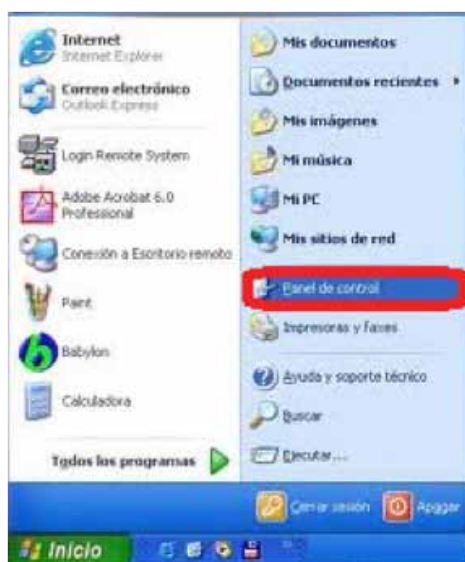 Internet
Internet Explorer
Correo electrónico
Outlook Express
Login Remote System
Adobe Acrobat 6.0
Professional
Conexión a Escritorio remoto
Paint
Babylon
Calculadora
Todos los programas
Mis documentos
Documentos recientes
Mis imágenes
Mi música
Mi PC
Mis sitios de red
Panel de control
Impresoras y faxes
Ayuda y soporte técnico
Buscar
Ejecutar...
Cerrar sesión
Apagar
Inicio